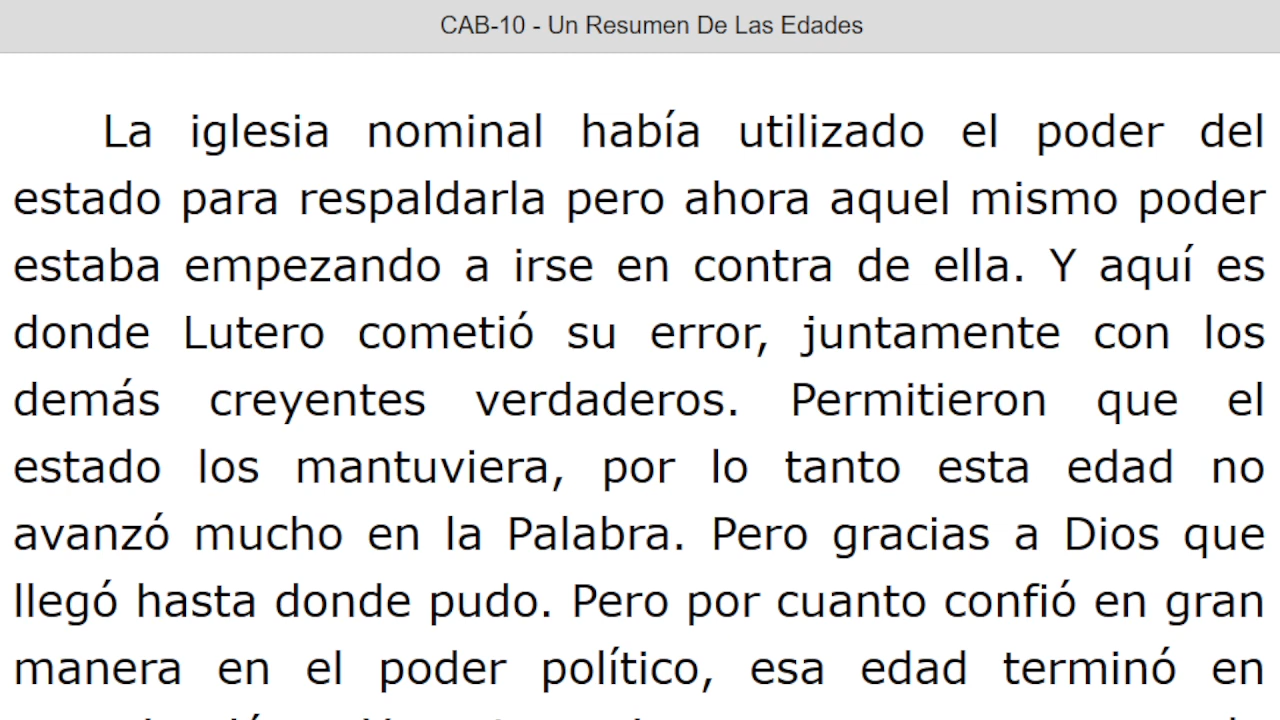 CAB-10 - Un Resumen De Las Edades
La iglesia nominal había utilizado el poder del
estado para respaldarla pero ahora aquel mismo poder
estaba empezando a irse en contra de ella. Y aquí es
donde Lutero cometió su error, juntamente con los
demás creyentes verdaderos. Permitieron que el
estado los mantuviera, por lo tanto esta edad no
avanzó mucho en la Palabra. Pero gracias a Dios que
llegó hasta donde pudo. Pero por cuanto confió en gran
manera en el poder político, esa edad terminó en